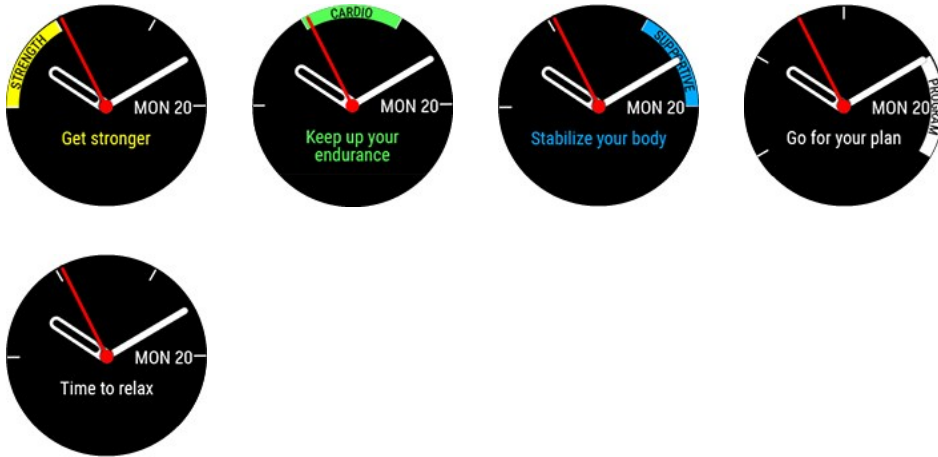 STRENGTH
MON 20
Get stronger
CARDIO
MON 20
Keep up your
endurance
SUPPORTIVE
MON 20
Stabilize your body
PROGRAM
MON 20
Go for your plan
MON 20
Time to relax